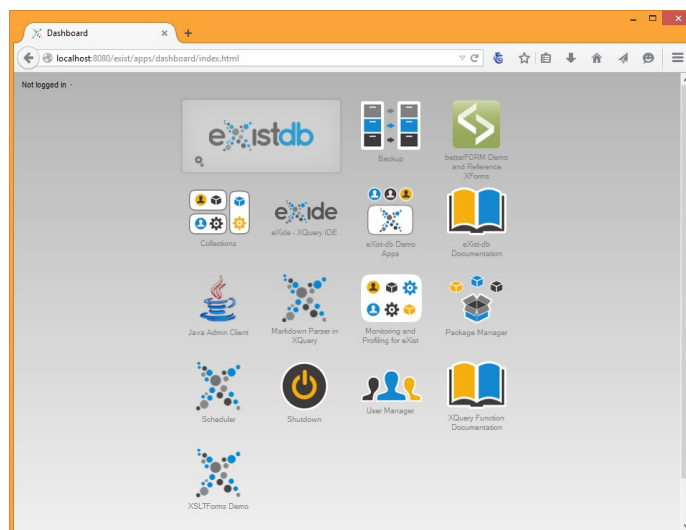 Dashboard
localhost:8080/exist/apps/dashboard/index.html
Not logged in
eXistdb
Backup
betterFORM Demo
and Reference
XForms
Collections
eXide
eXide - XQuery IDE
eXist-db Demo
Apps
eXist-db
Documentation
Java Admin Client
Markdown Parser in
XQuery
Monitoring and
Profiling for eXist
Package Manager
Scheduler
Shutdown
User Manager
XQuery Function
Documentation
XSLTForms Demo